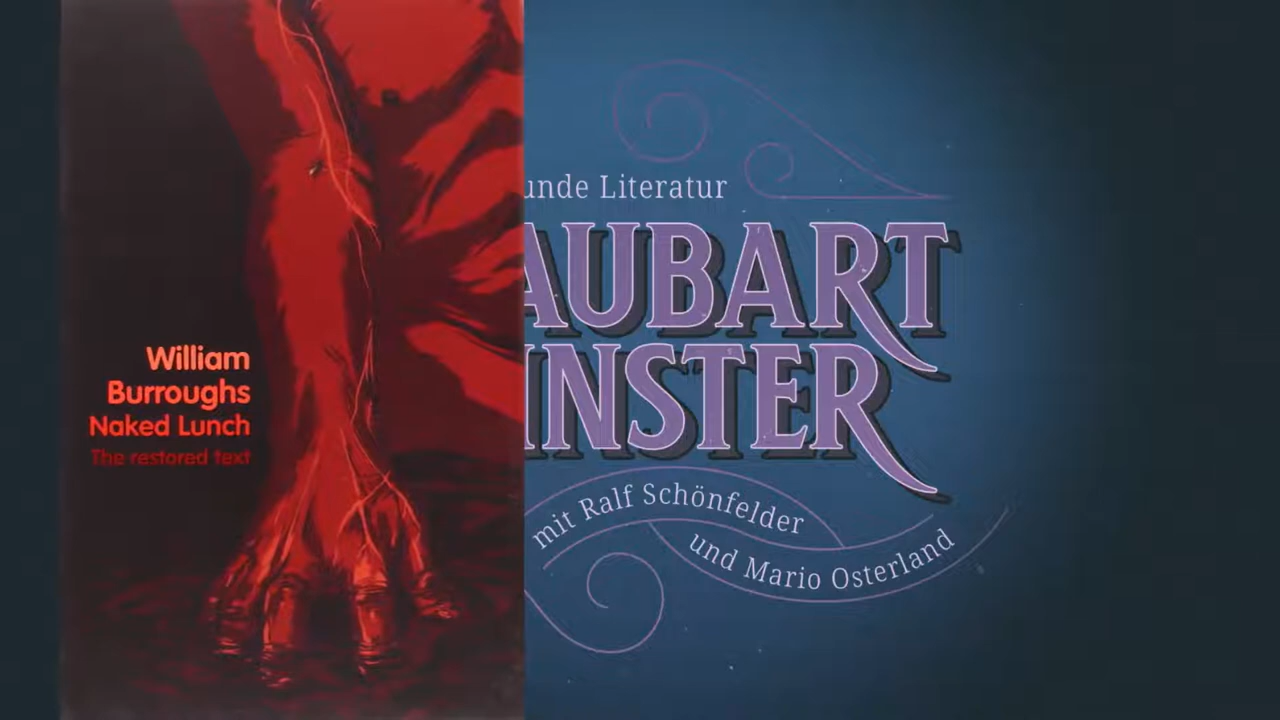 William
Burroughs
Naked Lunch
The restored text
unde Literatur
AUBART
INSTER
mit Ralf Schönfelder
und Mario Osterland